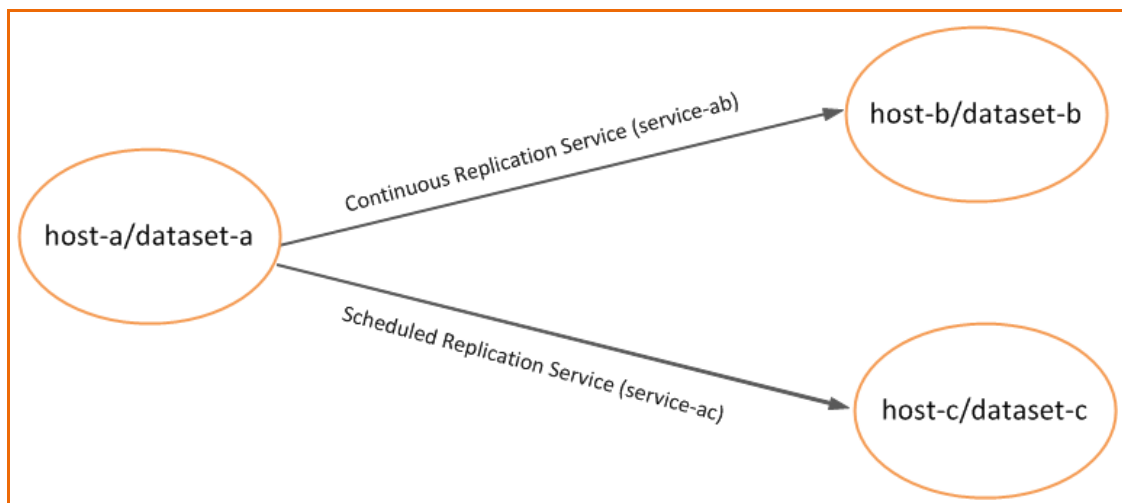 host-a/dataset-a
Continuous Replication Service (service-ab)
host-b/dataset-b
Scheduled Replication Service (service-ac)
host-c/dataset-c